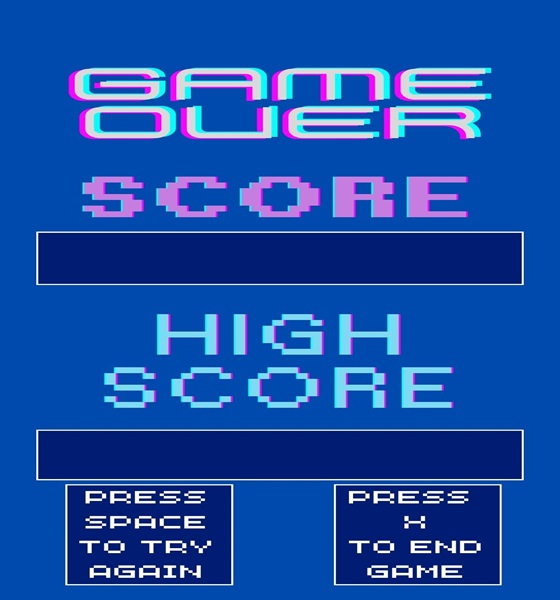 GAME
OVER
SCORE
HIGH
SCORE
PRESS
SPACE
TO TRY
AGAIN
PRESS
X
TO END
GAME